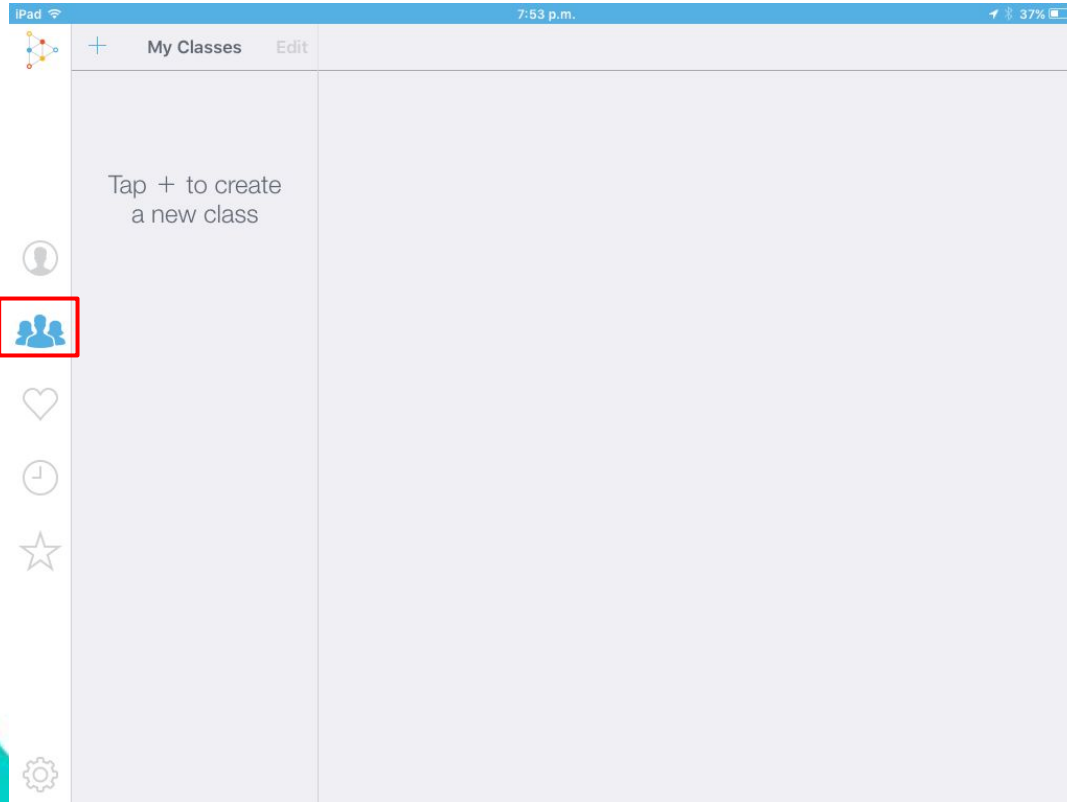 iPad 7:53 p.m. 37%
+ My Classes Edit
Tap + to create
a new class